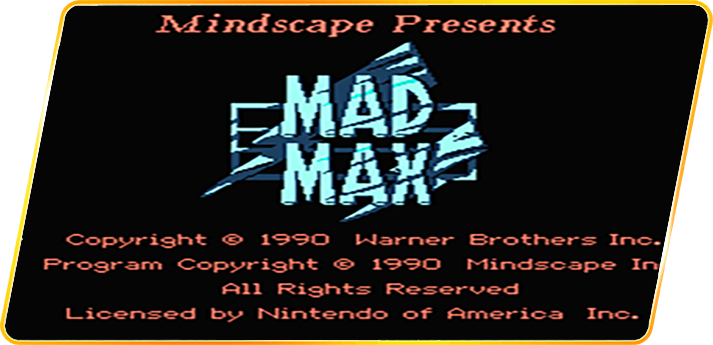 Mindscape Presents
MAD
MAX
Copyright © 1990 Warner Brothers Inc.
Program Copyright © 1990 Mindscape In
All Rights Reserved
Licensed by Nintendo of America Inc.